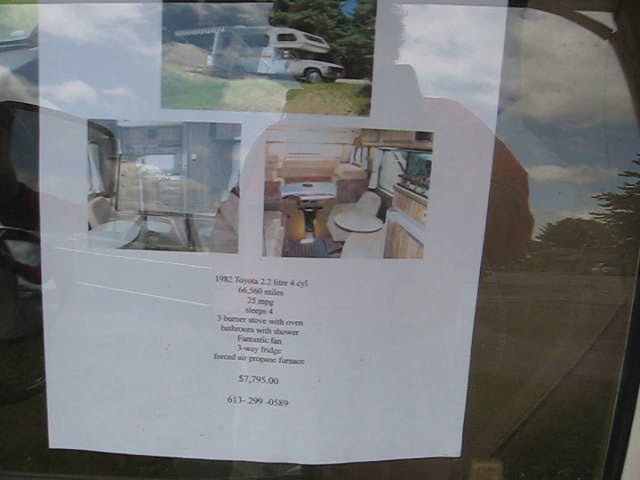 1982 Toyota 2.2 litre 4 cyl
66,560 miles
25 mpg
sleeps 4
3 burner stove with oven
bathroom with shower
Fantastic fan
3-way fridge
forced air propane furnace
$7,795.00
613- 299 -0589